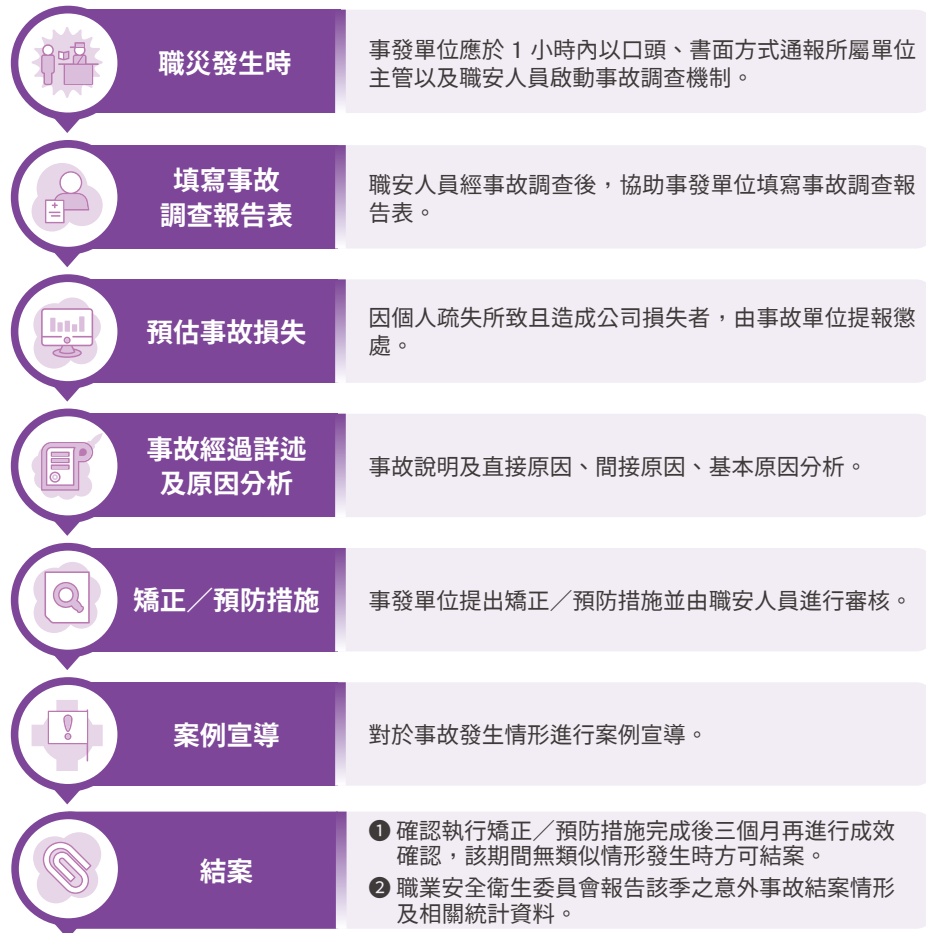 職災發生時
事發單位應於 1 小時內以口頭、書面方式通報所屬單位
主管以及職安人員啟動事故調查機制。
填寫事故
調查報告表
職安人員經事故調查後，協助事發單位填寫事故調查報
告表。
預估事故損失
因個人疏失所致且造成公司損失者，由事故單位提報懲
處。
事故經過詳述
及原因分析
事故說明及直接原因、間接原因、基本原因分析。
矯正／預防措施
事發單位提出矯正／預防措施並由職安人員進行審核。
案例宣導
對於事故發生情形進行案例宣導。
結案
❶ 確認執行矯正／預防措施完成後三個月再進行成效
確認，該期間無類似情形發生時方可結案。
❷ 職業安全衛生委員會報告該季之意外事故結案情形
及相關統計資料。